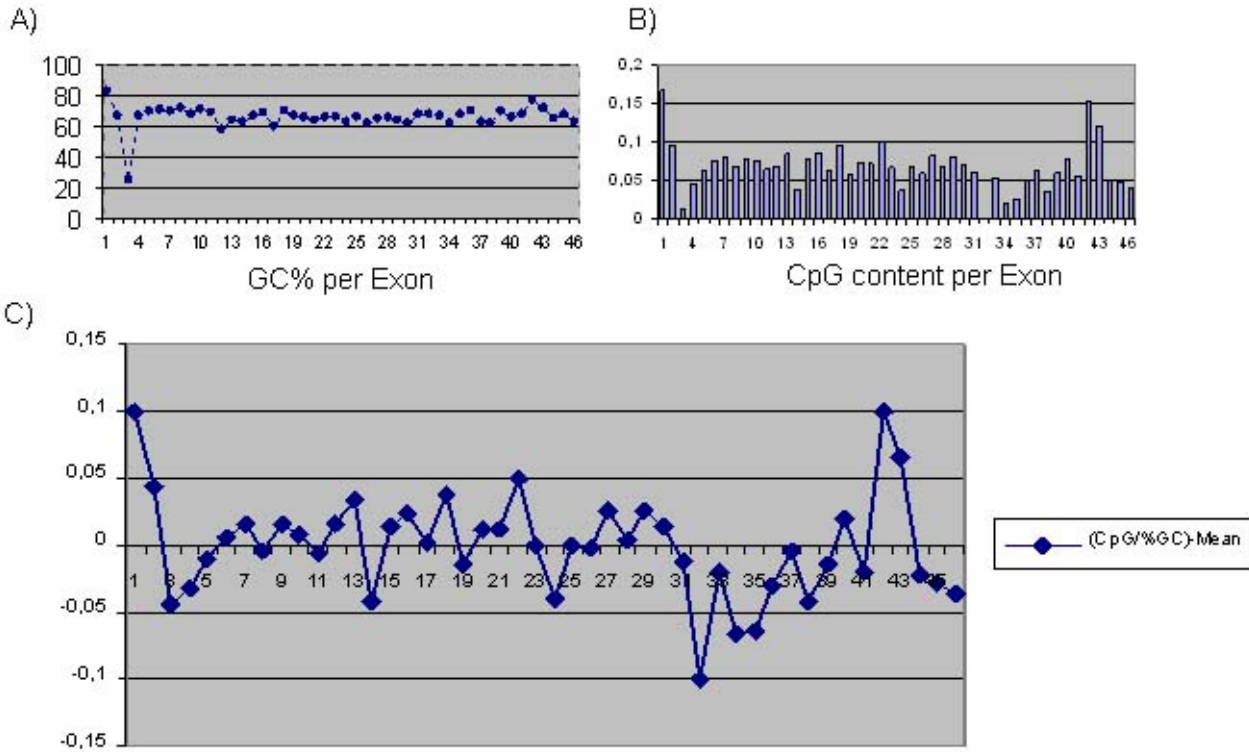 A)
100
80
60
40
20
0
1 4 7 10 13 16 19 22 25 28 31 34 37 40 43 46
GC% per Exon
B)
0,2
0,15
0,1
0,05
0
1 4 7 10 13 16 19 22 25 28 31 34 37 40 43 46
CpG content per Exon
C)
0,15
0,1
0,05
0
-0,05
-0,1
-0,15
1 3 5 7 9 11 13 15 17 19 21 23 25 27 29 31 33 35 37 39 41 43 45
(CpG/%GC)-Mean